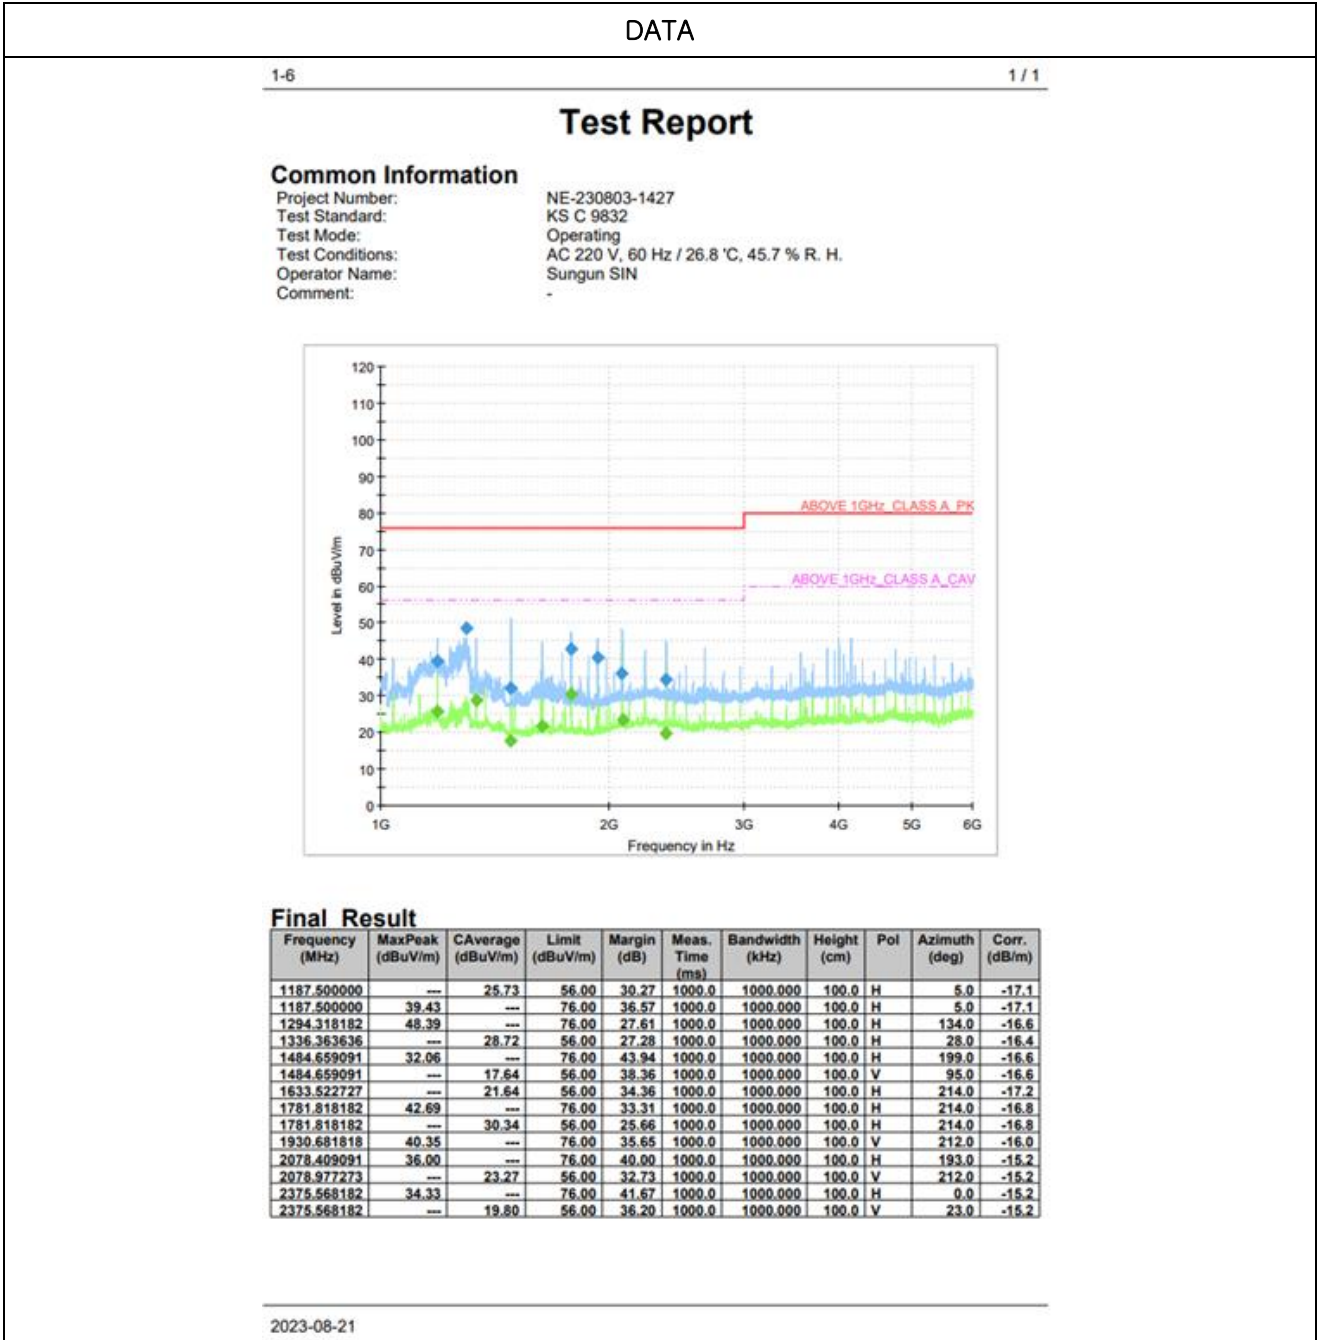 DATA
1-6 1 / 1
Test Report
Common Information
Project Number: NE-230803-1427
Test Standard: KS C 9832
Test Mode: Operating
Test Conditions: AC 220 V, 60 Hz / 26.8 'C, 45.7 % R. H.
Operator Name: Sungun SIN
Comment: -
120
110
100
90
80
70
60
50
40
30
20
10
0
Level in dBuV/m
ABOVE 1GHz_CLASS A_PK
ABOVE 1GHz_CLASS A_CAV
1G 2G 3G 4G 5G 6G
Frequency in Hz
Final_Result
Frequency (MHz) MaxPeak (dBuV/m) CAverage (dBuV/m) Limit (dBuV/m) Margin (dB) Meas. Time (ms) Bandwidth (kHz) Height (cm) Pol Azimuth (deg) Corr. (dB/m)
1187.500000 --- 25.73 56.00 30.27 1000.0 1000.000 100.0 H 5.0 -17.1
1187.500000 39.43 --- 76.00 36.57 1000.0 1000.000 100.0 H 5.0 -17.1
1294.318182 48.39 --- 76.00 27.61 1000.0 1000.000 100.0 H 134.0 -16.6
1336.363636 --- 28.72 56.00 27.28 1000.0 1000.000 100.0 H 28.0 -16.4
1484.659091 32.06 --- 76.00 43.94 1000.0 1000.000 100.0 H 199.0 -16.6
1484.659091 --- 17.64 56.00 38.36 1000.0 1000.000 100.0 V 95.0 -16.6
1633.522727 --- 21.64 56.00 34.36 1000.0 1000.000 100.0 H 214.0 -17.2
1781.818182 42.69 --- 76.00 33.31 1000.0 1000.000 100.0 H 214.0 -16.8
1781.818182 --- 30.34 56.00 25.66 1000.0 1000.000 100.0 H 214.0 -16.8
1930.681818 40.35 --- 76.00 35.65 1000.0 1000.000 100.0 V 212.0 -16.0
2078.409091 36.00 --- 76.00 40.00 1000.0 1000.000 100.0 H 193.0 -15.2
2078.977273 --- 23.27 56.00 32.73 1000.0 1000.000 100.0 V 212.0 -15.2
2375.568182 34.33 --- 76.00 41.67 1000.0 1000.000 100.0 H 0.0 -15.2
2375.568182 --- 19.80 56.00 36.20 1000.0 1000.000 100.0 V 23.0 -15.2
2023-08-21